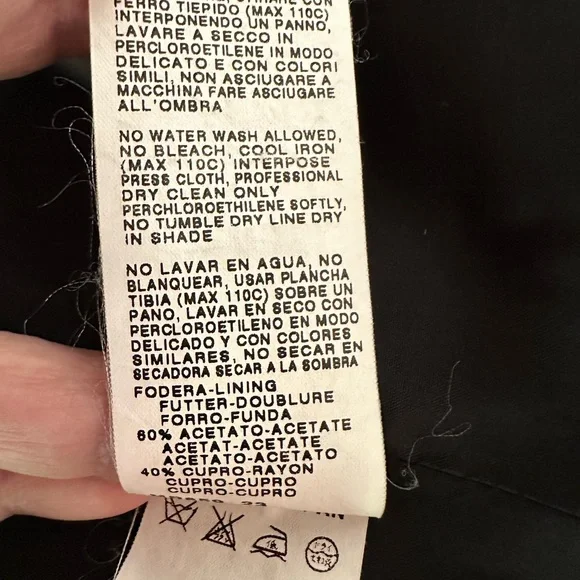 FERRO TIEPIDO (MAX 110C)
INTERPONENDO UN PANNO,
LAVARE A SECCO IN
PERCLOROETILENE IN MODO
DELICATO E CON COLORI
SIMILI, NON ASCIUGARE A
MACCHINA FARE ASCIUGARE
ALL'OMBRA
NO WATER WASH ALLOWED,
NO BLEACH, COOL IRON
(MAX 110C) INTERPOSE
PRESS CLOTH, PROFESSIONAL
DRY CLEAN ONLY
PERCHLOROETHILENE SOFTLY,
NO TUMBLE DRY LINE DRY
IN SHADE
NO LAVAR EN AGUA, NO
BLANQUEAR, USAR PLANCHA
TIBIA (MAX 110C) SOBRE UN
PANO, LAVAR EN SECO CON
PERCLOROETILENO EN MODO
DELICADO Y CON COLORES
SIMILARES, NO SECAR EN
SECADORA SECAR A LA SOMBRA
FODERA-LINING
FUTTER-DOUBLURE
FORRO-FUNDA
60% ACETATO-ACETATE
ACETAT-ACETATE
ACETATO-ACETATO
40% CUPRO-RAYON
CUPRO-CUPRO
CUPRO-CUPRO